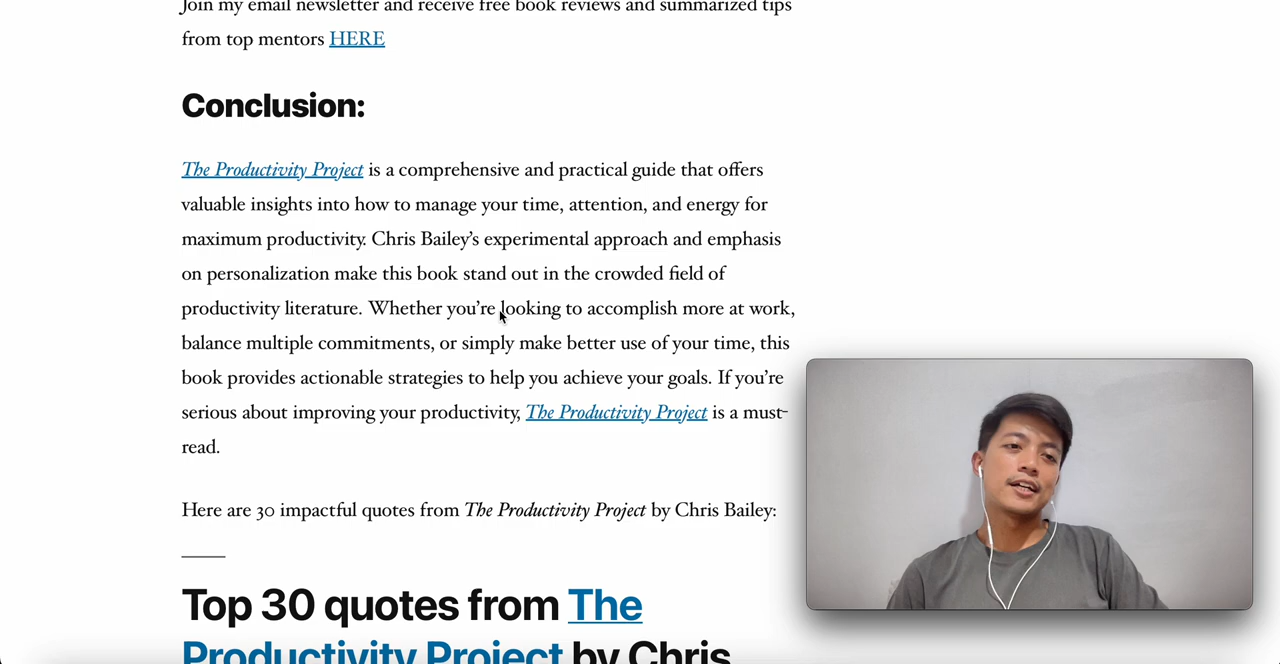 Join my email newsletter and receive free book reviews and summarized tips
from top mentors HERE
Conclusion:
The Productivity Project is a comprehensive and practical guide that offers
valuable insights into how to manage your time, attention, and energy for
maximum productivity. Chris Bailey’s experimental approach and emphasis
on personalization make this book stand out in the crowded field of
productivity literature. Whether you’re looking to accomplish more at work,
balance multiple commitments, or simply make better use of your time, this
book provides actionable strategies to help you achieve your goals. If you’re
serious about improving your productivity, The Productivity Project is a must-
read.
Here are 30 impactful quotes from The Productivity Project by Chris Bailey:
Top 30 quotes from The
Productivity Project by Chris